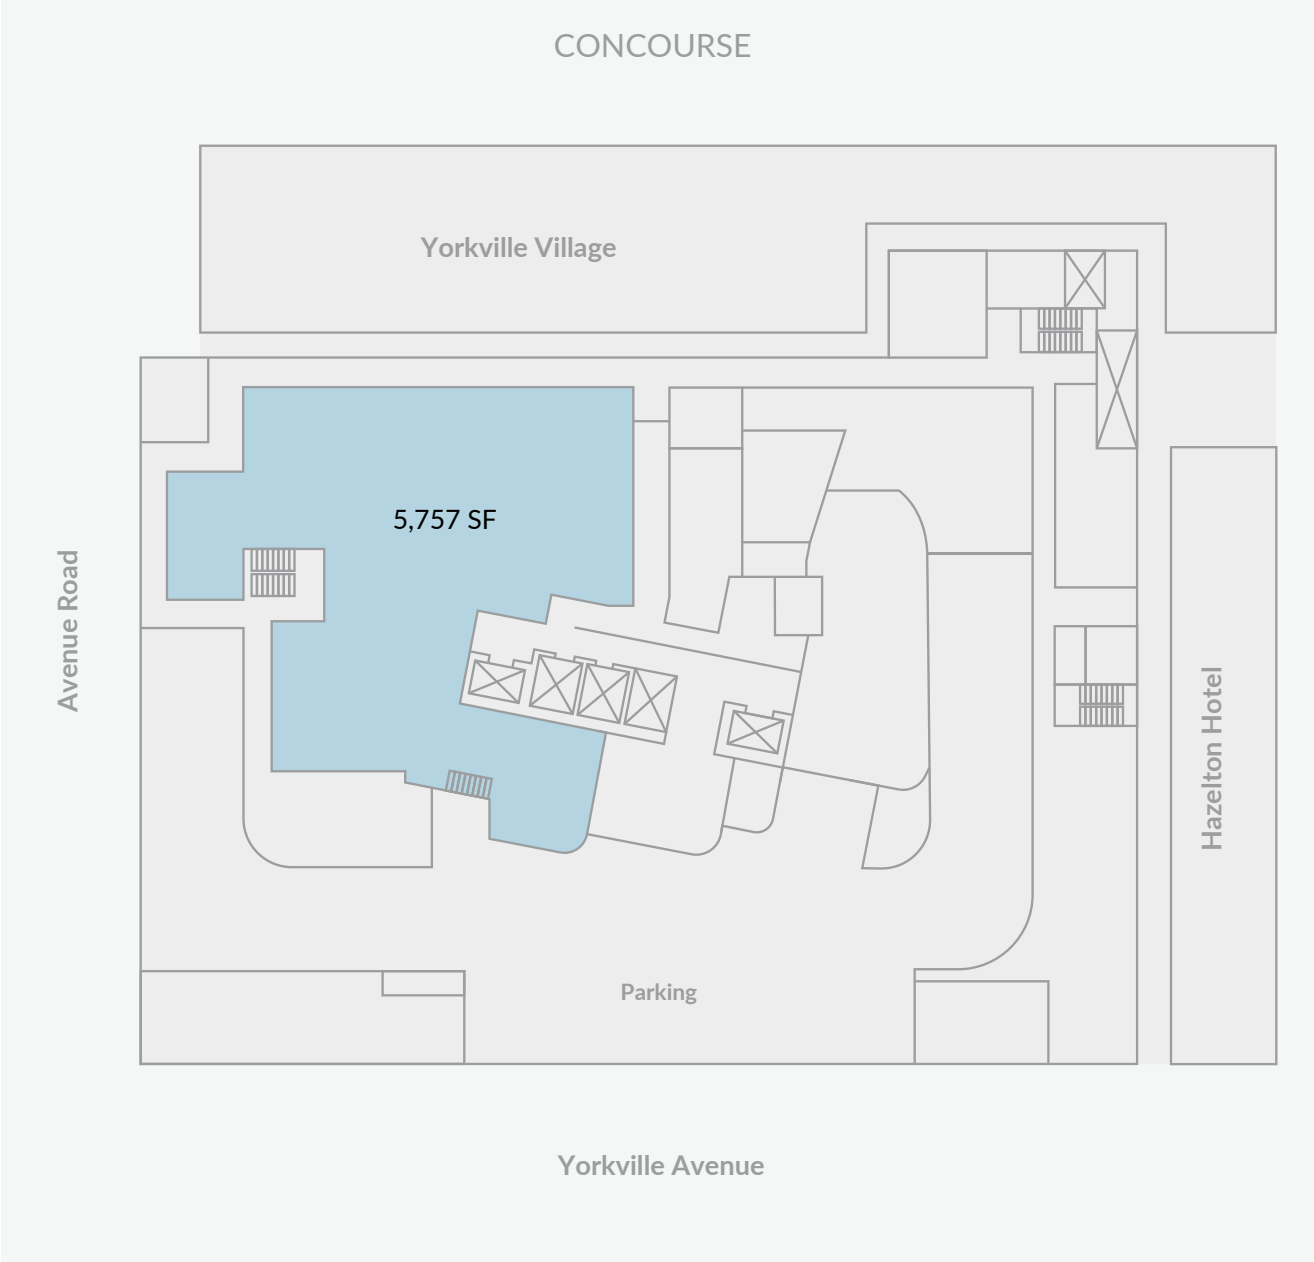 CONCOURSE
Yorkville Village
5,757 SF
Avenue Road
Hazelton Hotel
Parking
Yorkville Avenue